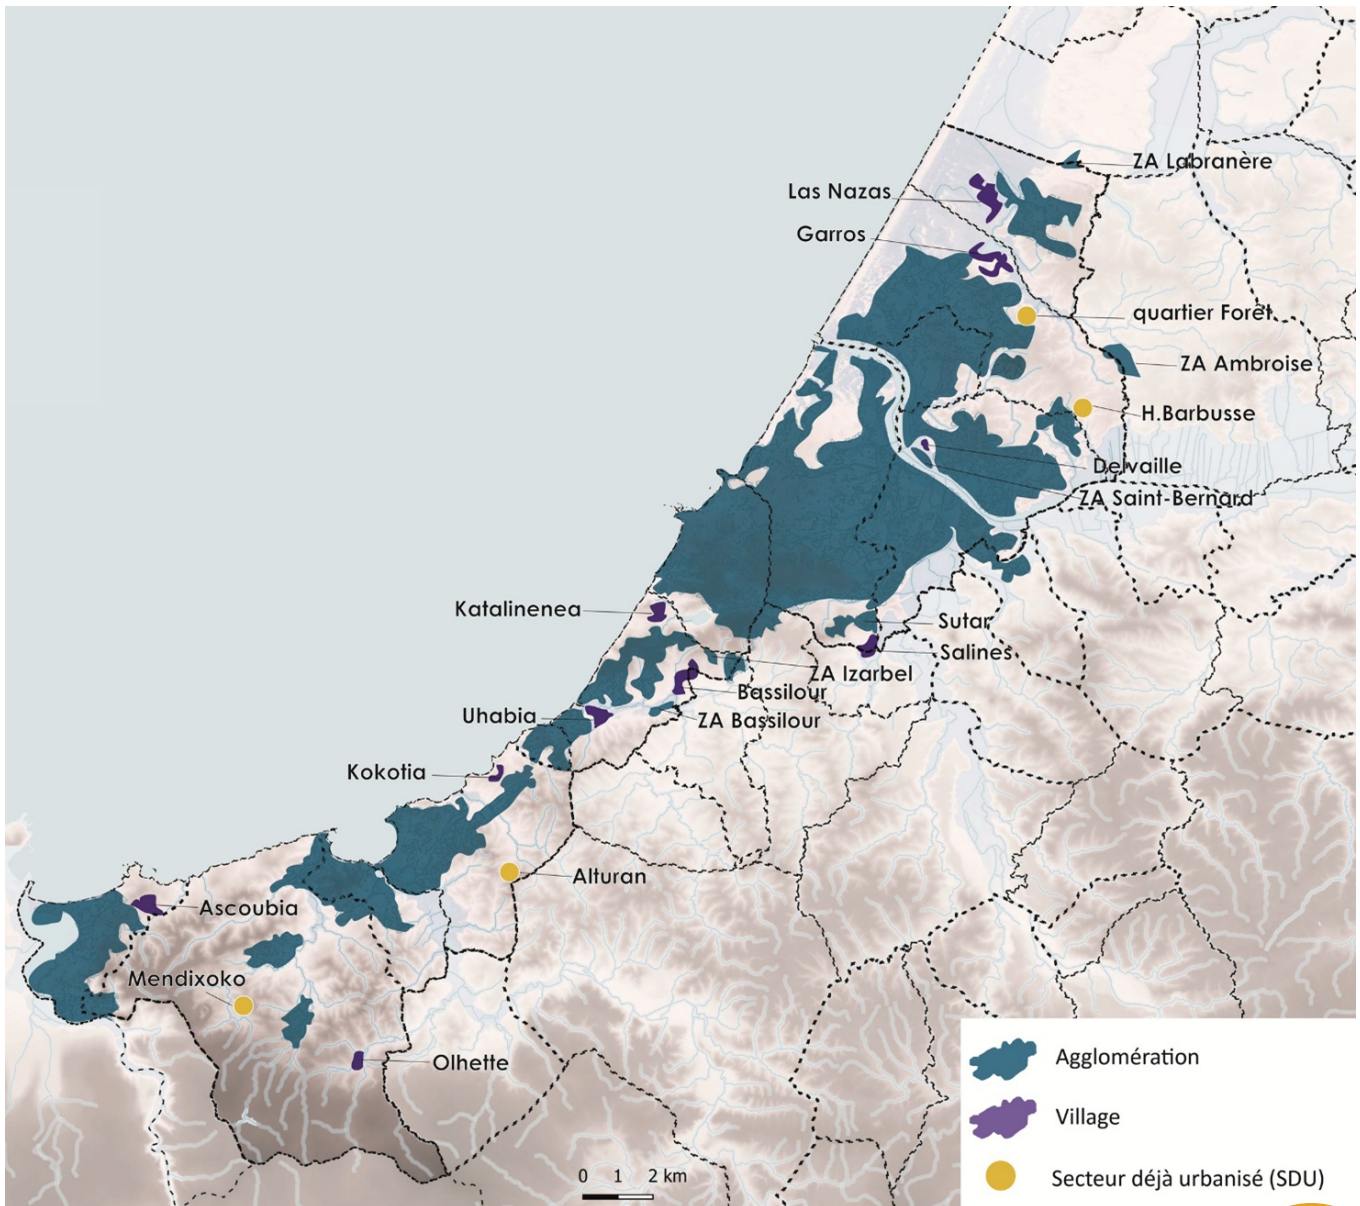 ZA Labranère
Las Nazas
Garros
quartier Forêt
ZA Ambroise
H.Barbusse
Delvaille
ZA Saint-Bernard
Katalinenea
Sutar
Salines
ZA Izarbel
Bassilour
Uhabia
ZA Bassilour
Kokotia
Alturan
Ascoubia
Mendixoko
Olhette
Agglomération
Village
Secteur déjà urbanisé (SDU)
0 1 2 km